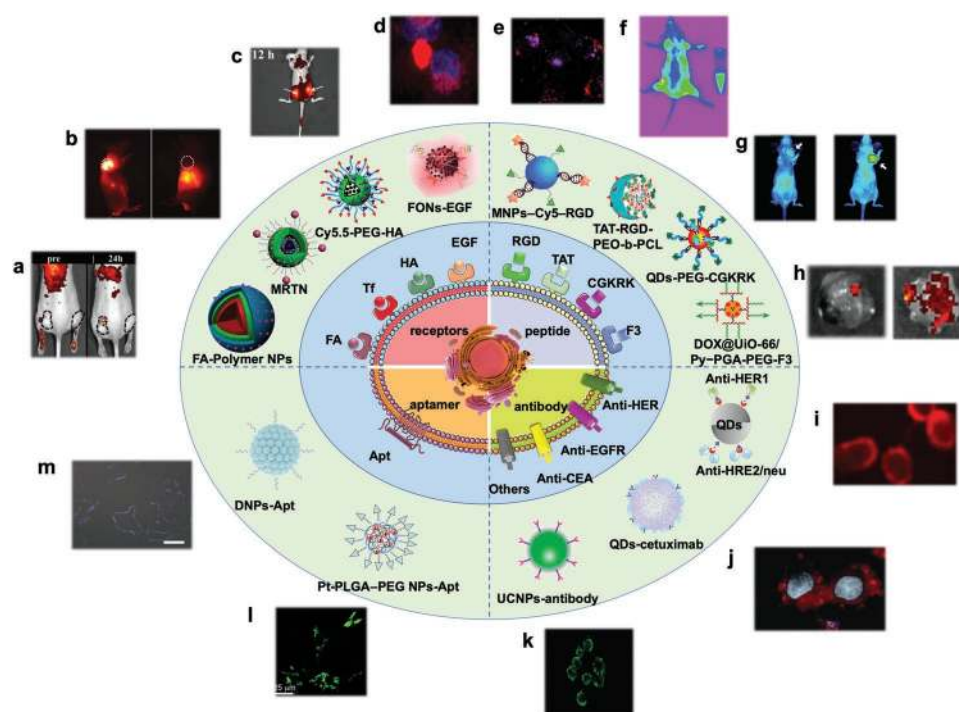 d
e
f
c
12 h
g
b
FONs-EGF
MNPs–Cy5–RGD
Cy5.5-PEG-HA
TAT-RGD-
PEO-b-PCL
EGF
RGD
HA
TAT
QDs-PEG-CGKRK
a
pre
24h
MRTN
Tf
CGKRK
h
FA
receptors
peptide
F3
FA-Polymer NPs
DOX@UiO-66/
Py–PGA-PEG-F3
Anti-HER1
aptamer
antibody
Anti-HER
QDs
i
Apt
Anti-EGFR
Anti-HRE2/neu
m
DNPs-Apt
Anti-CEA
Others
QDs-cetuximab
j
Pt-PLGA–PEG NPs-Apt
UCNPs-antibody
l
k
25 µm